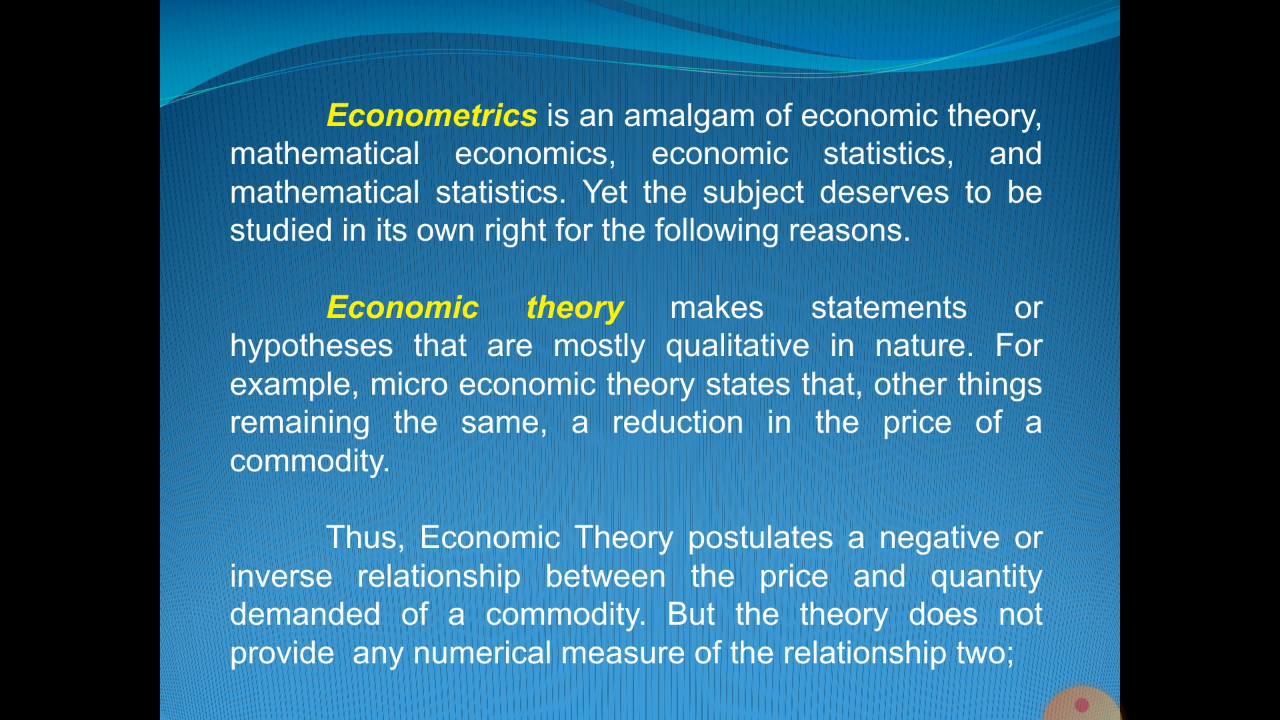 Econometrics is an amalgam of economic theory,
mathematical economics, economic statistics, and
mathematical statistics. Yet the subject deserves to be
studied in its own right for the following reasons.
Economic theory makes statements or
hypotheses that are mostly qualitative in nature. For
example, micro economic theory states that, other things
remaining the same, a reduction in the price of a
commodity.
Thus, Economic Theory postulates a negative or
inverse relationship between the price and quantity
demanded of a commodity. But the theory does not
provide any numerical measure of the relationship two;